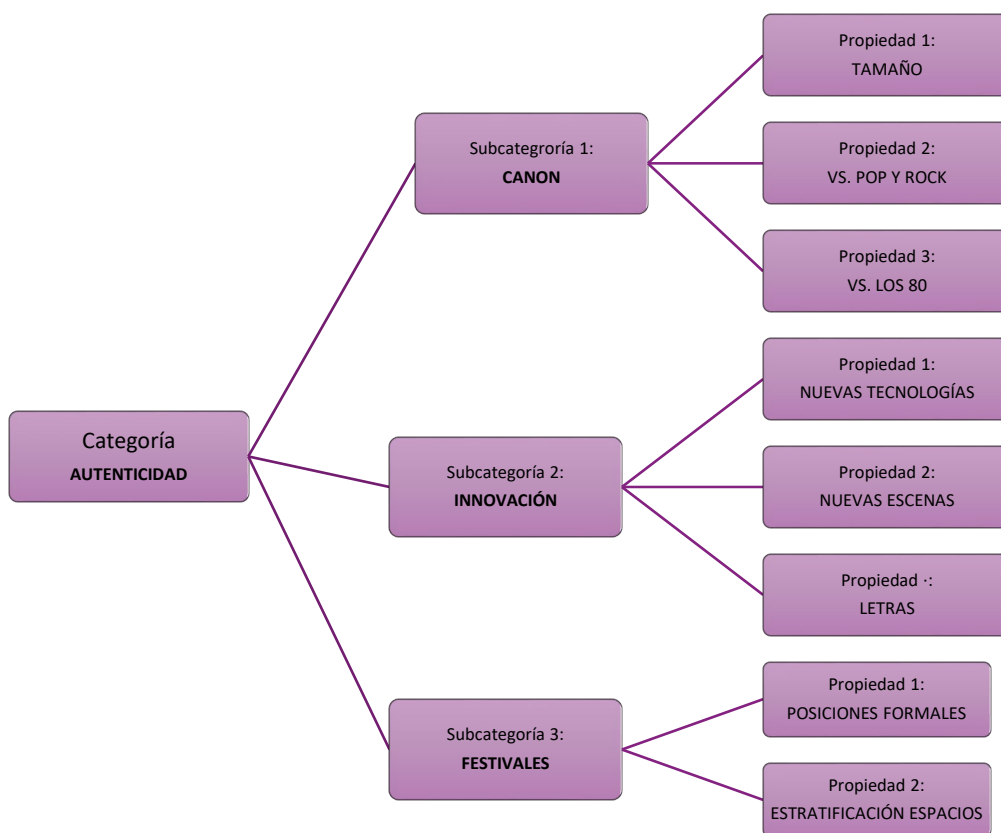 Categoría
AUTENTICIDAD
Subcategroría 1:
CANON
Propiedad 1:
TAMAÑO
Propiedad 2:
VS. POP Y ROCK
Propiedad 3:
VS. LOS 80
Subcategoría 2:
INNOVACIÓN
Propiedad 1:
NUEVAS TECNOLOGÍAS
Propiedad 2:
NUEVAS ESCENAS
Propiedad ·:
LETRAS
Subcategoría 3:
FESTIVALES
Propiedad 1:
POSICIONES FORMALES
Propiedad 2:
ESTRATIFICACIÓN ESPACIOS